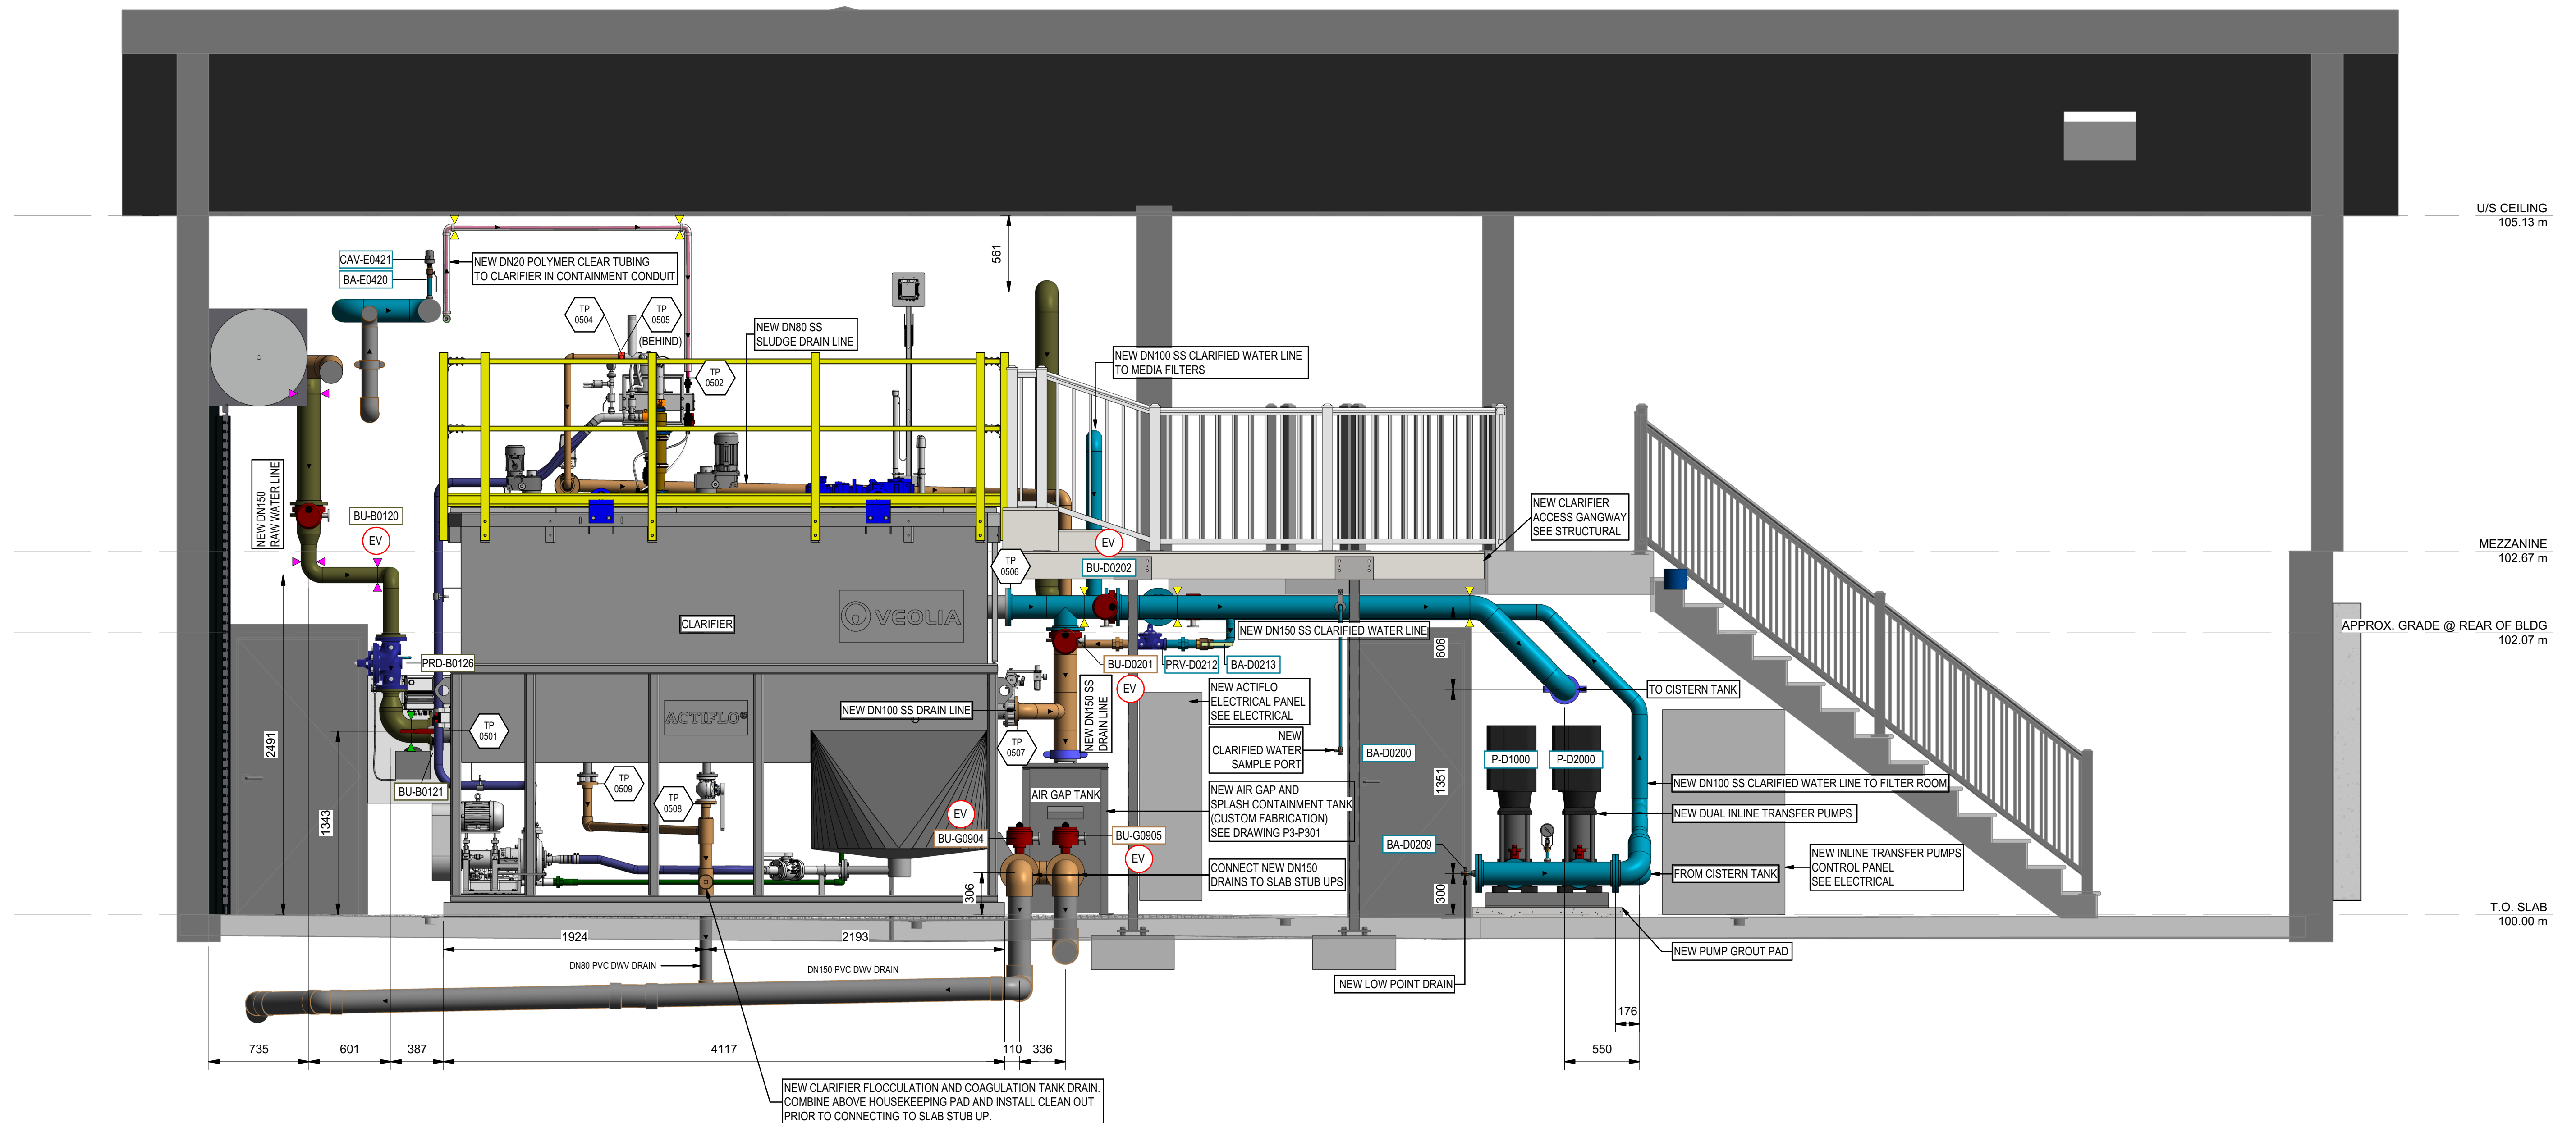 U/S CEILING
105.13 m
561
CAV-E0421
BA-E0420
NEW DN20 POLYMER CLEAR TUBING
TO CLARIFIER IN CONTAINMENT CONDUIT
TP
0504
TP
0505
(BEHIND)
NEW DN80 SS
SLUDGE DRAIN LINE
TP
0502
NEW DN100 SS CLARIFIED WATER LINE
TO MEDIA FILTERS
NEW DN150
RAW WATER LINE
BU-B0120
EV
NEW CLARIFIER
ACCESS GANGWAY
SEE STRUCTURAL
MEZZANINE
102.67 m
EV
TP
0506
BU-D0202
VEOLIA
CLARIFIER
NEW DN150 SS CLARIFIED WATER LINE
APPROX. GRADE @ REAR OF BLDG
102.07 m
606
PRD-B0126
BU-D0201
PRV-D0212
BA-D0213
EV
TO CISTERN TANK
NEW ACTIFLO
ELECTRICAL PANEL
SEE ELECTRICAL
NEW DN100 SS DRAIN LINE
NEW DN150 SS
DRAIN LINE
ACTIFLO®
TP
0501
2491
NEW
CLARIFIED WATER
SAMPLE PORT
BA-D0200
TP
0507
P-D1000
P-D2000
BU-B0121
TP
0509
TP
0508
AIR GAP TANK
NEW AIR GAP AND
SPLASH CONTAINMENT TANK
(CUSTOM FABRICATION)
SEE DRAWING P3-P301
1351
NEW DN100 SS CLARIFIED WATER LINE TO FILTER ROOM
NEW DUAL INLINE TRANSFER PUMPS
1343
EV
BU-G0904
BU-G0905
EV
BA-D0209
NEW INLINE TRANSFER PUMPS
CONTROL PANEL
SEE ELECTRICAL
CONNECT NEW DN150
DRAINS TO SLAB STUB UPS
FROM CISTERN TANK
306
300
T.O. SLAB
100.00 m
1924
2193
NEW PUMP GROUT PAD
DN80 PVC DWV DRAIN
DN150 PVC DWV DRAIN
NEW LOW POINT DRAIN
176
735
601
387
4117
110
336
550
NEW CLARIFIER FLOCCULATION AND COAGULATION TANK DRAIN.
COMBINE ABOVE HOUSEKEEPING PAD AND INSTALL CLEAN OUT
PRIOR TO CONNECTING TO SLAB STUB UP.